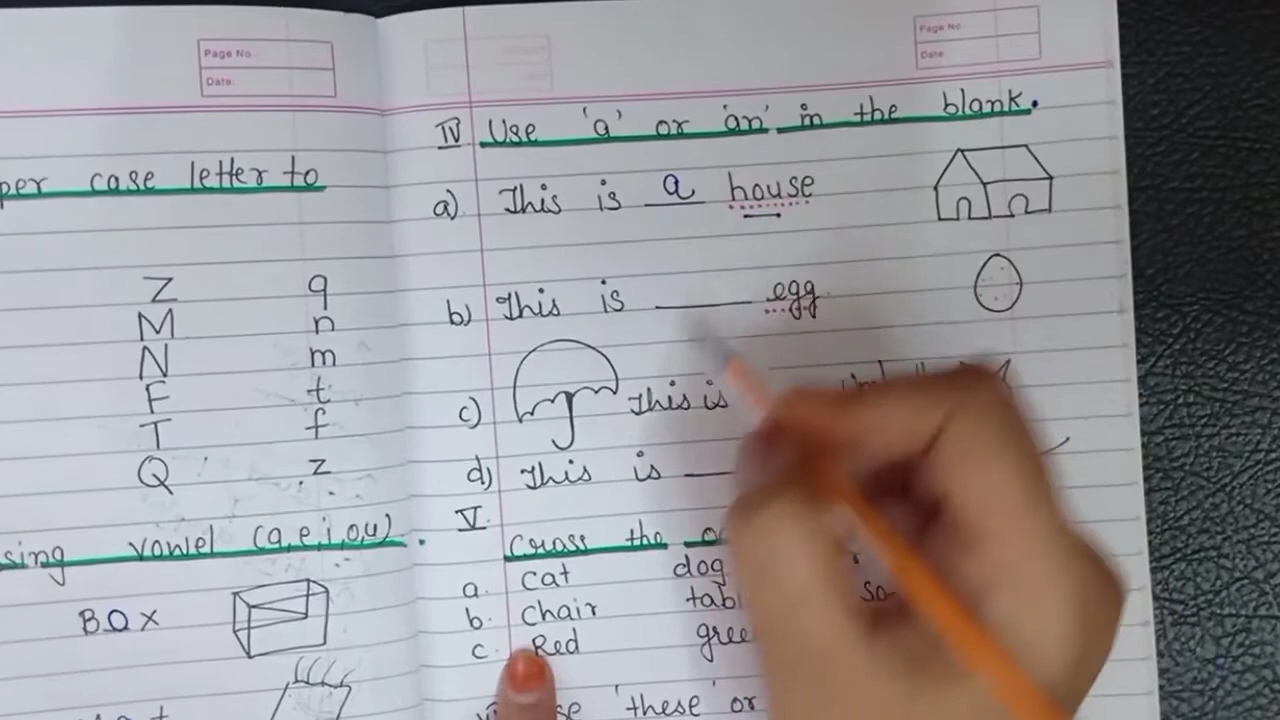 Page No.
Date:
per case letter to
Z q
M n
N m
F t
T f
Q z
sing vowel (a,e,i,o,u).
BOX
Page No.
Date:
IV Use 'a' or 'an' in the blank.
a) This is a house
b) This is ____ egg
c) This is
d) This is
V.
Cross the
a. cat dog
b. Chair
c. Red
'these' or